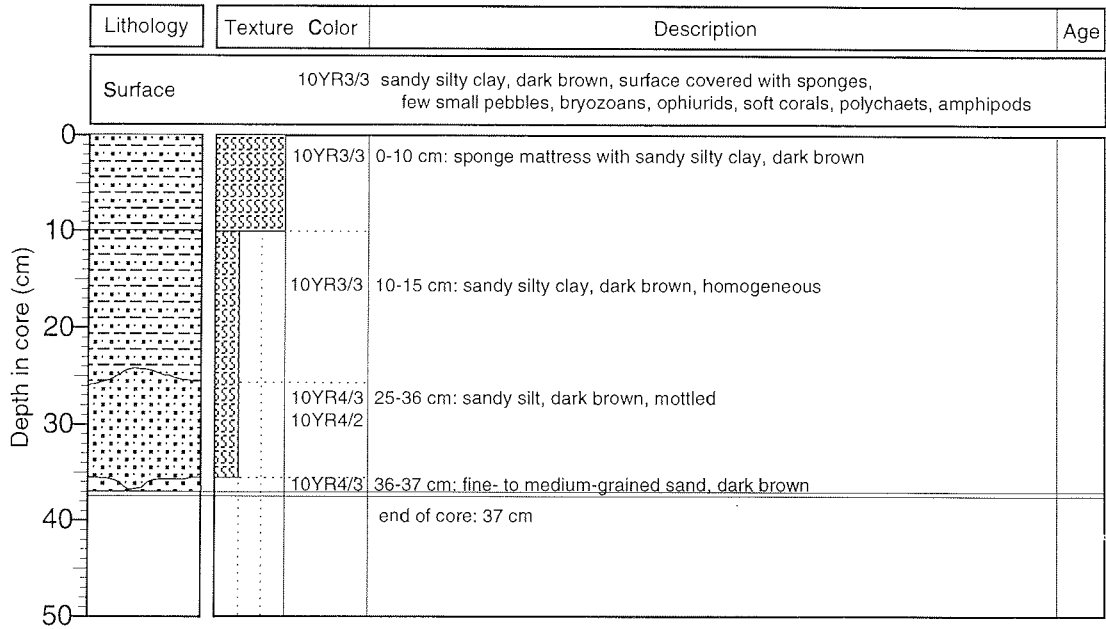 Lithology Texture Color Description Age
Surface 10YR3/3 sandy silty clay, dark brown, surface covered with sponges,
few small pebbles, bryozoans, ophiurids, soft corals, polychaets, amphipods
Depth in core (cm)
0
10YR3/3 0-10 cm: sponge mattress with sandy silty clay, dark brown
10
10YR3/3 10-15 cm: sandy silty clay, dark brown, homogeneous
20
10YR4/3 25-36 cm: sandy silt, dark brown, mottled
30 10YR4/2
10YR4/3 36-37 cm: fine- to medium-grained sand, dark brown
40 end of core: 37 cm
50